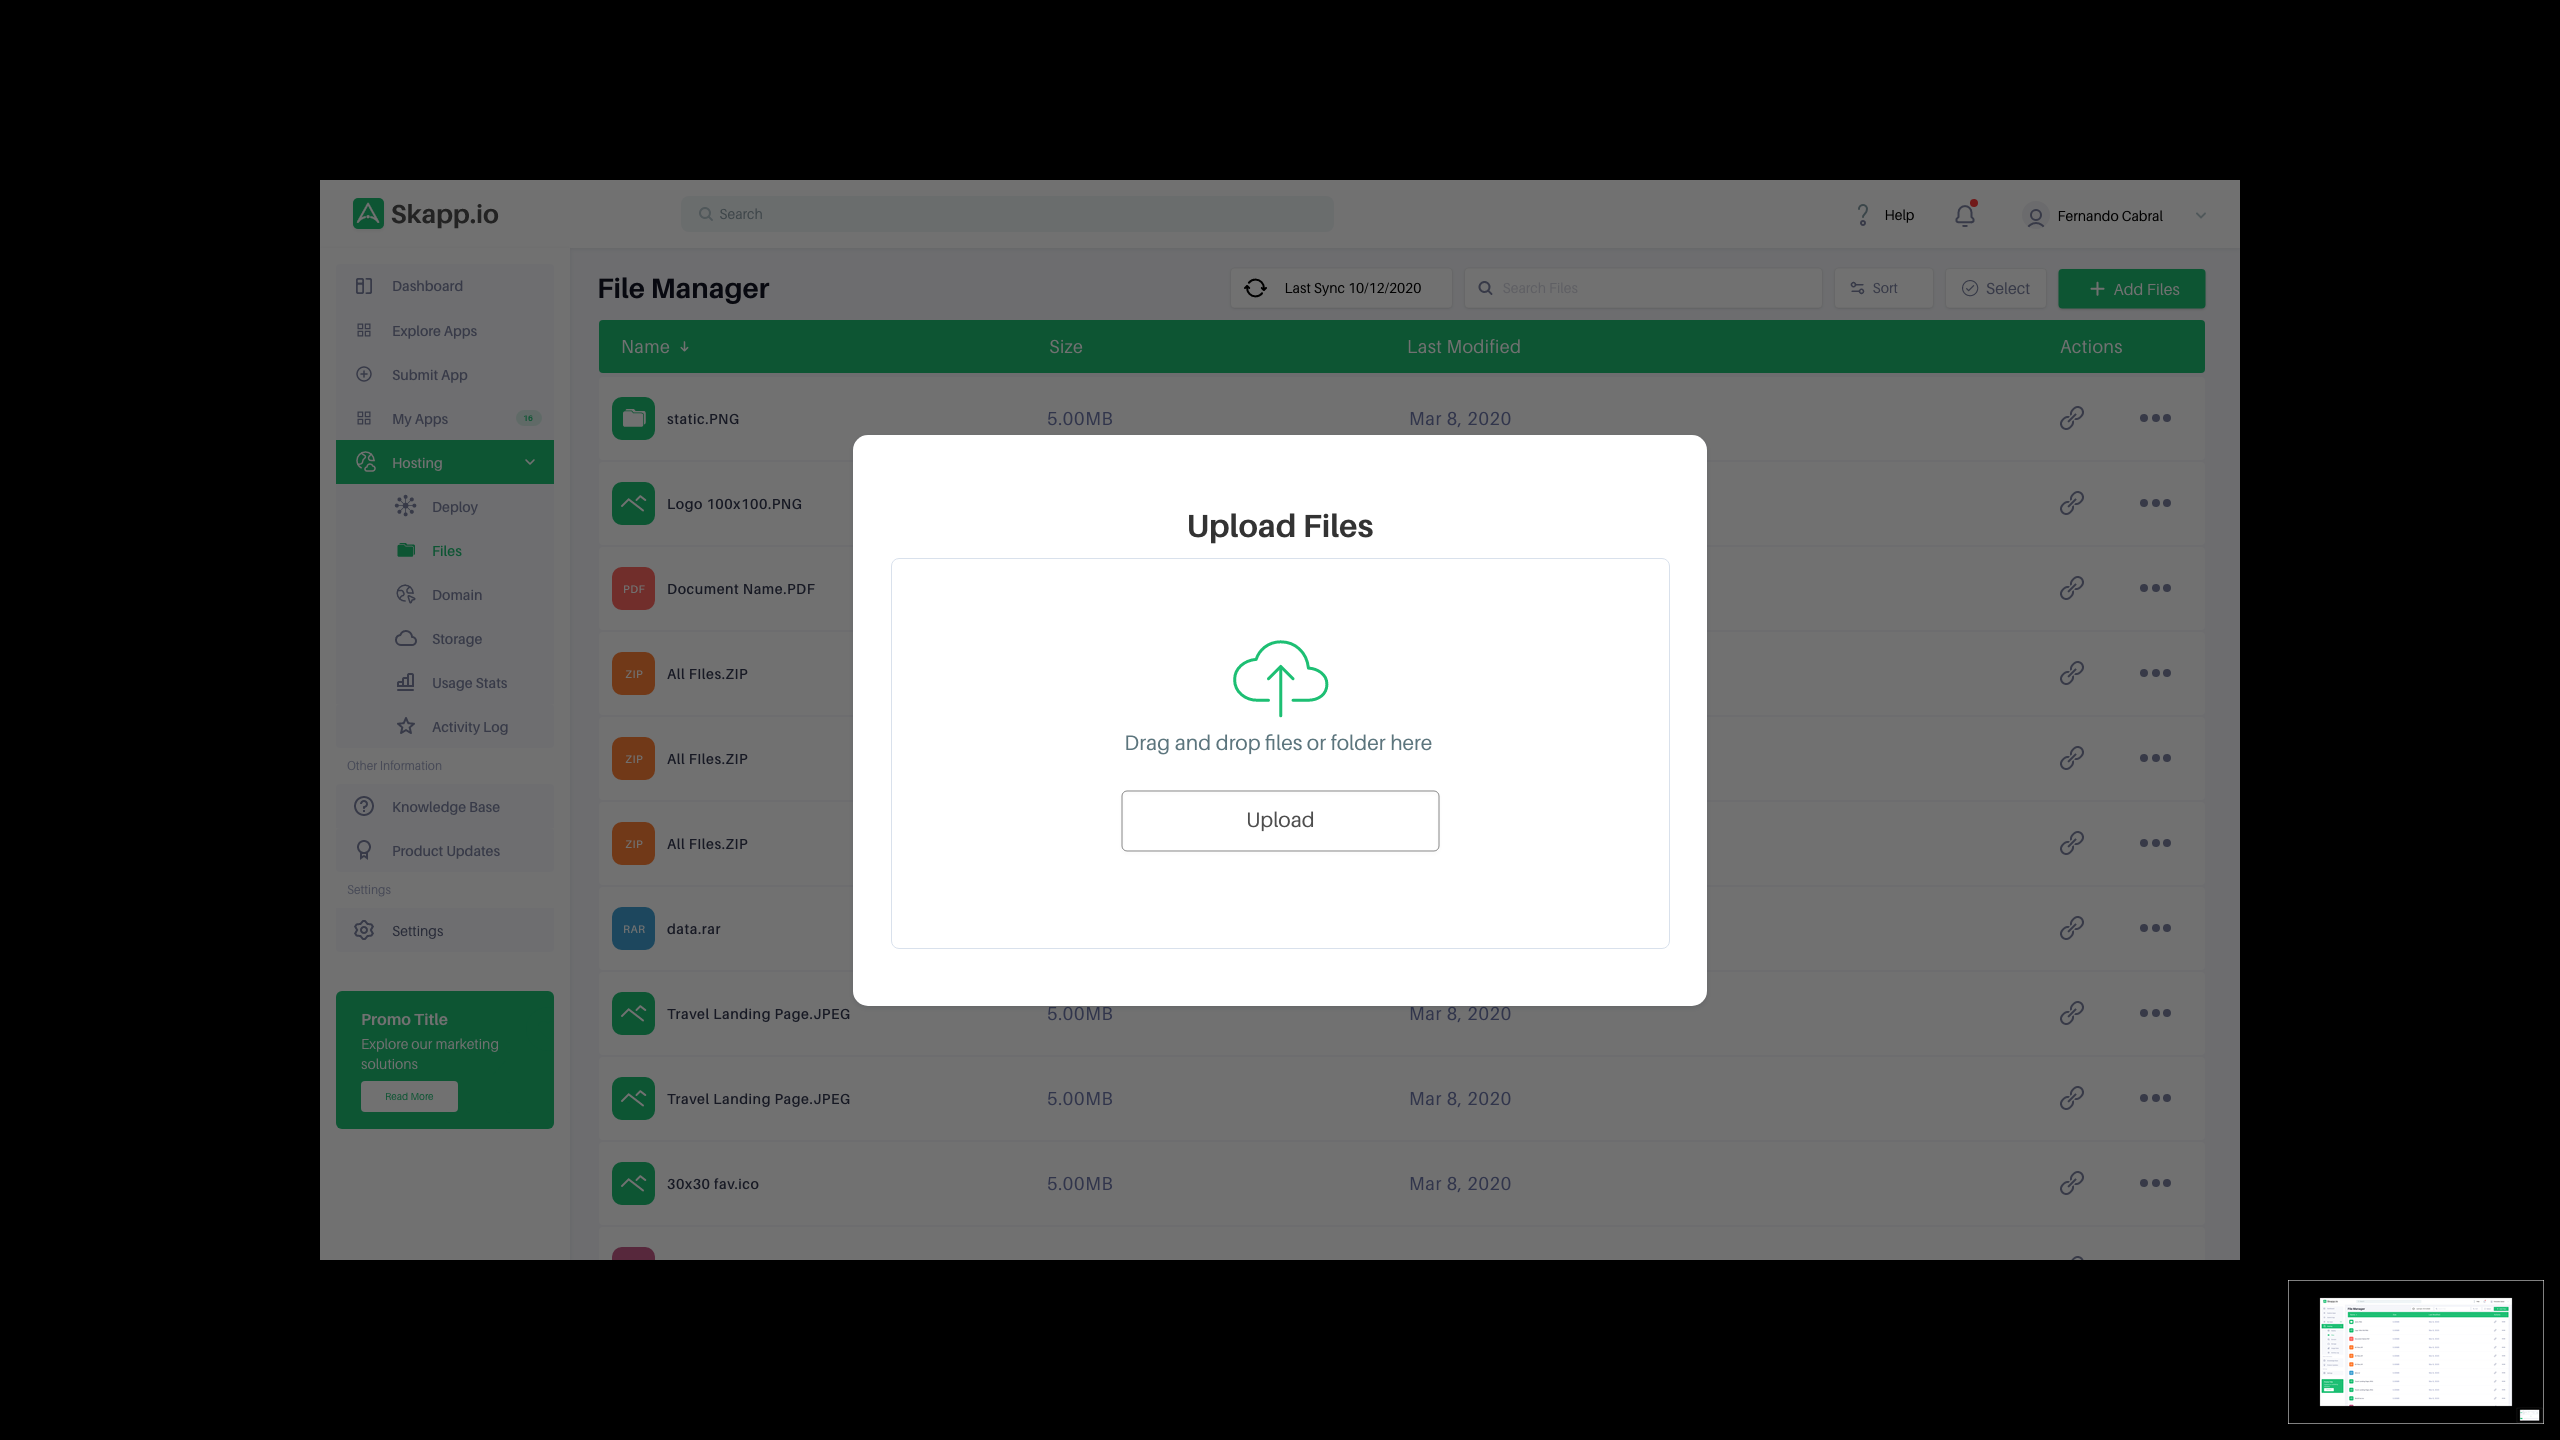 Skapp.io
Search
Help
Fernando Cabral
Dashboard
Explore Apps
Submit App
My Apps 16
Hosting
Deploy
Files
Domain
Storage
Usage Stats
Activity Log
Other Information
Knowledge Base
Product Updates
Settings
Settings
Promo Title
Explore our marketing
solutions
Read More
File Manager
Last Sync 10/12/2020
Search Files
Sort
Select
Add Files
Name Size Last Modified Actions
static.PNG 5.00MB Mar 8, 2020
Logo 100x100.PNG
PDF Document Name.PDF
ZIP All FIles.ZIP
ZIP All FIles.ZIP
ZIP All FIles.ZIP
RAR data.rar
Travel Landing Page.JPEG 5.00MB Mar 8, 2020
Travel Landing Page.JPEG 5.00MB Mar 8, 2020
30x30 fav.ico 5.00MB Mar 8, 2020
Upload Files
Drag and drop files or folder here
Upload